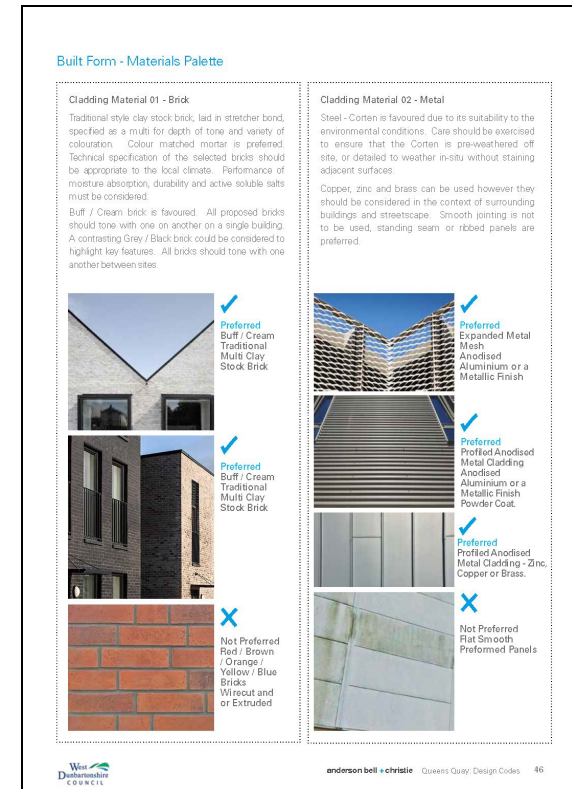 Built Form - Materials Palette
Cladding Material 01 - Brick
Traditional style clay stock brick, laid in stretcher bond,
specified as a multi for depth of tone and variety of
colouration. Colour matched mortar is preferred.
Technical specification of the selected bricks should
be appropriate to the local climate. Performance of
moisture absorption, durability and active soluble salts
must be considered.
Buff / Cream brick is favoured. All proposed bricks
should tone with one on another on a single building.
A contrasting Grey / Black brick could be considered to
highlight key features. All bricks should tone with one
another between sites.
Preferred
Buff / Cream
Traditional
Multi Clay
Stock Brick
Preferred
Buff / Cream
Traditional
Multi Clay
Stock Brick
Not Preferred
Red / Brown
/ Orange /
Yellow / Blue
Bricks
Wirecut and
or Extruded
Cladding Material 02 - Metal
Steel - Corten is favoured due to its suitability to the
environmental conditions. Care should be exercised
to ensure that the Corten is pre-weathered off
site, or detailed to weather in-situ without staining
adjacent surfaces.
Copper, zinc and brass can be used however they
should be considered in the context of surrounding
buildings and streetscape. Smooth jointing is not
to be used, standing seam or ribbed panels are
preferred.
Preferred
Expanded Metal
Mesh
Anodised
Aluminium or a
Metallic Finish
Preferred
Profiled Anodised
Metal Cladding
Anodised
Aluminium or a
Metallic Finish
Powder Coat.
Preferred
Profiled Anodised
Metal Cladding - Zinc,
Copper or Brass.
Not Preferred
Flat Smooth
Preformed Panels
West
Dunbartonshire
COUNCIL
anderson bell + christie Queens Quay: Design Codes 46